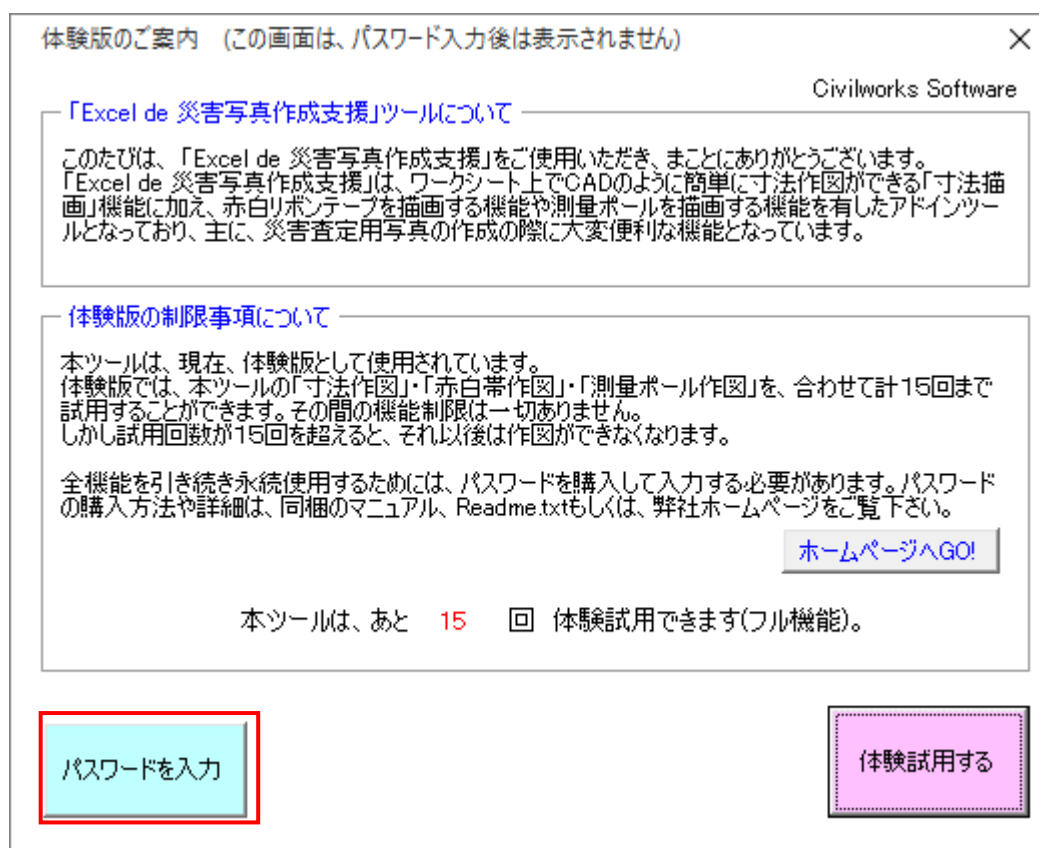 体験版のご案内　(この画面は、パスワード入力後は表示されません)
Civilworks Software
「Excel de 災害写真作成支援」ツールについて
このたびは、「Excel de 災害写真作成支援」をご使用いただき、まことにありがとうございます。
「Excel de 災害写真作成支援」は、ワークシート上でCADのように簡単に寸法作図ができる「寸法描
画」機能に加え、赤白リボンテープを描画する機能や測量ポールを描画する機能を有したアドインツー
ルとなっており、主に、災害査定用写真の作成の際に大変便利な機能となっています。
体験版の制限事項について
本ツールは、現在、体験版として使用されています。
体験版では、本ツールの「寸法作図」・「赤白帯作図」・「測量ポール作図」を、合わせて計15回まで
試用することができます。その間の機能制限は一切ありません。
しかし試用回数が15回を超えると、それ以後は作図ができなくなります。
全機能を引き続き永続使用するためには、パスワードを購入して入力する必要があります。パスワード
の購入方法や詳細は、同梱のマニュアル、Readme.txtもしくは、弊社ホームページをご覧下さい。
ホームページへGO!
本ツールは、あと 15 回 体験試用できます(フル機能)。
パスワードを入力
体験試用する